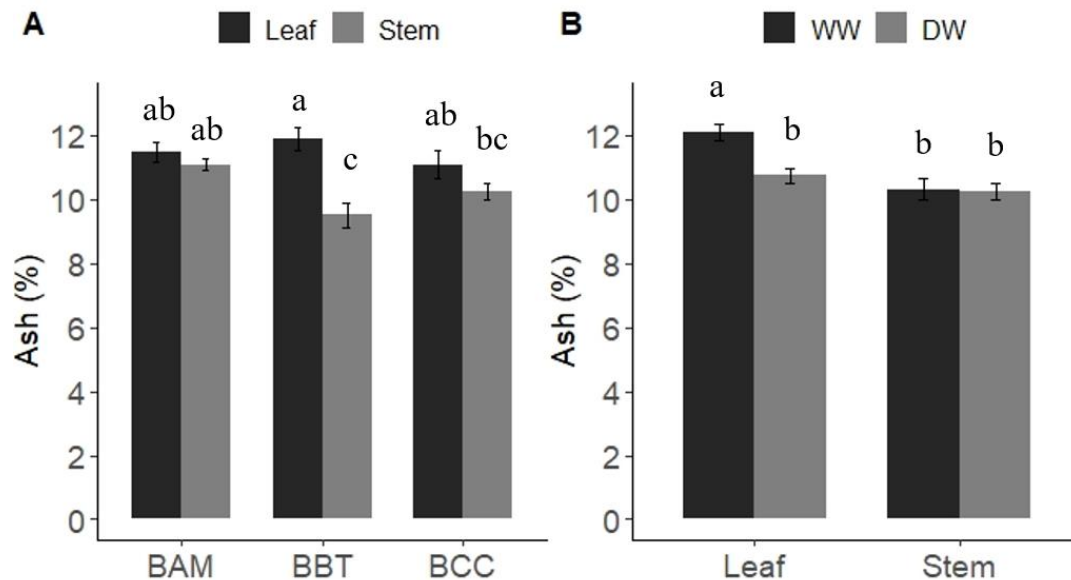 A Leaf Stem
ab ab a c ab bc
12
10
8
6
4
2
0
Ash (%)
BAM BBT BCC
B WW DW
a b b b
12
10
8
6
4
2
0
Ash (%)
Leaf Stem